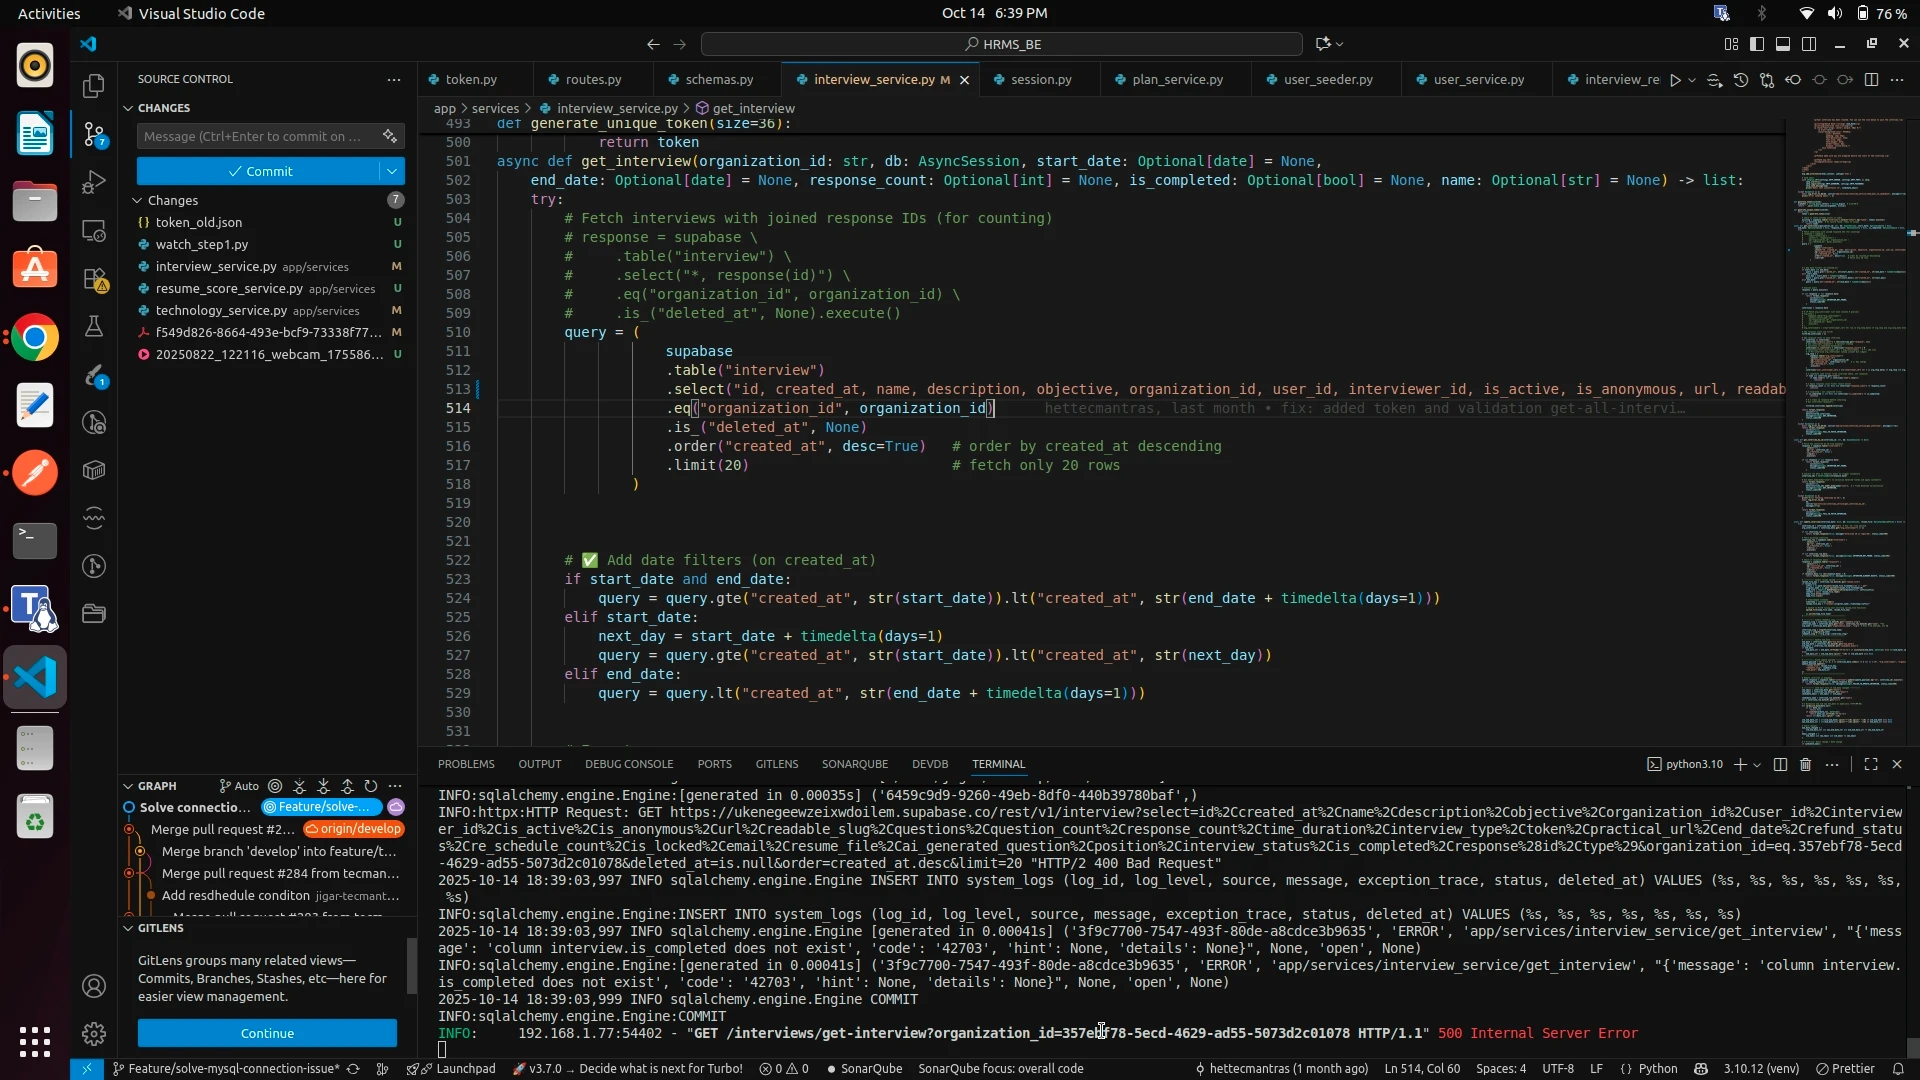 Activities
Visual Studio Code
Oct 14 6:39 PM
76 %
HRMS_BE
SOURCE CONTROL
CHANGES
Message (Ctrl+Enter to commit on ...
Commit
Changes
7
token_old.json U
watch_step1.py U
interview_service.py app/services M
resume_score_service.py app/services U
technology_service.py app/services M
f549d826-8664-493e-bcf9-73338f77... M
20250822_122116_webcam_175586... U
token.py
routes.py
schemas.py
interview_service.py M
session.py
plan_service.py
user_seeder.py
user_service.py
interview_re
app > services > interview_service.py > get_interview
493 def generate_unique_token(size=36):
500 return token
501 async def get_interview(organization_id: str, db: AsyncSession, start_date: Optional[date] = None,
502 end_date: Optional[date] = None, response_count: Optional[int] = None, is_completed: Optional[bool] = None, name: Optional[str] = None) -> list:
503 try:
504 # Fetch interviews with joined response IDs (for counting)
505 # response = supabase \
506 # .table("interview") \
507 # .select("*, response(id)") \
508 # .eq("organization_id", organization_id) \
509 # .is_("deleted_at", None).execute()
510 query = (
511 supabase
512 .table("interview")
513 .select("id, created_at, name, description, objective, organization_id, user_id, interviewer_id, is_active, is_anonymous, url, readab
514 .eq("organization_id", organization_id) hettecmantras, last month • fix: added token and validation get-all-intervi…
515 .is_("deleted_at", None)
516 .order("created_at", desc=True) # order by created_at descending
517 .limit(20) # fetch only 20 rows
518 )
519
520
521
522 # ✅ Add date filters (on created_at)
523 if start_date and end_date:
524 query = query.gte("created_at", str(start_date)).lt("created_at", str(end_date + timedelta(days=1)))
525 elif start_date:
526 next_day = start_date + timedelta(days=1)
527 query = query.gte("created_at", str(start_date)).lt("created_at", str(next_day))
528 elif end_date:
529 query = query.lt("created_at", str(end_date + timedelta(days=1)))
530
531
GRAPH
Auto
Solve connectio... Feature/solve-...
Merge pull request #2... origin/develop
Merge branch 'develop' into feature/t...
Merge pull request #284 from tecman...
Add resdhedule conditon jigar-tecmant...
GITLENS
GitLens groups many related views—
Commits, Branches, Stashes, etc—here for
easier view management.
Continue
PROBLEMS OUTPUT DEBUG CONSOLE PORTS GITLENS SONARQUBE DEVDB TERMINAL
python3.10
INFO:sqlalchemy.engine.Engine:[generated in 0.00035s] ('6459c9d9-9260-49eb-8df0-440b39780baf',)
INFO:httpx:HTTP Request: GET https://ukenegeewzeixwdoilem.supabase.co/rest/v1/interview?select=id%2Ccreated_at%2Cname%2Cdescription%2Cobjective%2Corganization_id%2Cuser_id%2Cinterview
er_id%2Cis_active%2Cis_anonymous%2Curl%2Creadable_slug%2Cquestions%2Cquestion_count%2Cresponse_count%2Ctime_duration%2Cinterview_type%2Ctoken%2Cpractical_url%2Cend_date%2Crefund_statu
s%2Cre_schedule_count%2Cis_locked%2Cemail%2Cresume_file%2Cai_generated_question%2Cposition%2Cinterview_status%2Cis_completed%2Cresponse%28id%2Ctype%29&organization_id=eq.357ebf78-5ecd
-4629-ad55-5073d2c01078&deleted_at=is.null&order=created_at.desc&limit=20 "HTTP/2 400 Bad Request"
2025-10-14 18:39:03,997 INFO sqlalchemy.engine.Engine INSERT INTO system_logs (log_id, log_level, source, message, exception_trace, status, deleted_at) VALUES (%s, %s, %s, %s, %s, %s,
%s)
INFO:sqlalchemy.engine.Engine:INSERT INTO system_logs (log_id, log_level, source, message, exception_trace, status, deleted_at) VALUES (%s, %s, %s, %s, %s, %s, %s)
2025-10-14 18:39:03,997 INFO sqlalchemy.engine.Engine [generated in 0.00041s] ('3f9c7700-7547-493f-80de-a8cdce3b9635', 'ERROR', 'app/services/interview_service/get_interview', "{'mess
age': 'column interview.is_completed does not exist', 'code': '42703', 'hint': None, 'details': None}", None, 'open', None)
INFO:sqlalchemy.engine.Engine:[generated in 0.00041s] ('3f9c7700-7547-493f-80de-a8cdce3b9635', 'ERROR', 'app/services/interview_service/get_interview', "{'message': 'column interview.
is_completed does not exist', 'code': '42703', 'hint': None, 'details': None}", None, 'open', None)
2025-10-14 18:39:03,999 INFO sqlalchemy.engine.Engine COMMIT
INFO:sqlalchemy.engine.Engine:COMMIT
INFO: 192.168.1.77:54402 - "GET /interviews/get-interview?organization_id=357ebf78-5ecd-4629-ad55-5073d2c01078 HTTP/1.1" 500 Internal Server Error
Feature/solve-mysql-connection-issue*
Launchpad
v3.7.0 → Decide what is next for Turbo!
0 0
SonarQube
SonarQube focus: overall code
hettecmantras (1 month ago)
Ln 514, Col 60
Spaces: 4
UTF-8
LF
Python
3.10.12 (venv)
Prettier